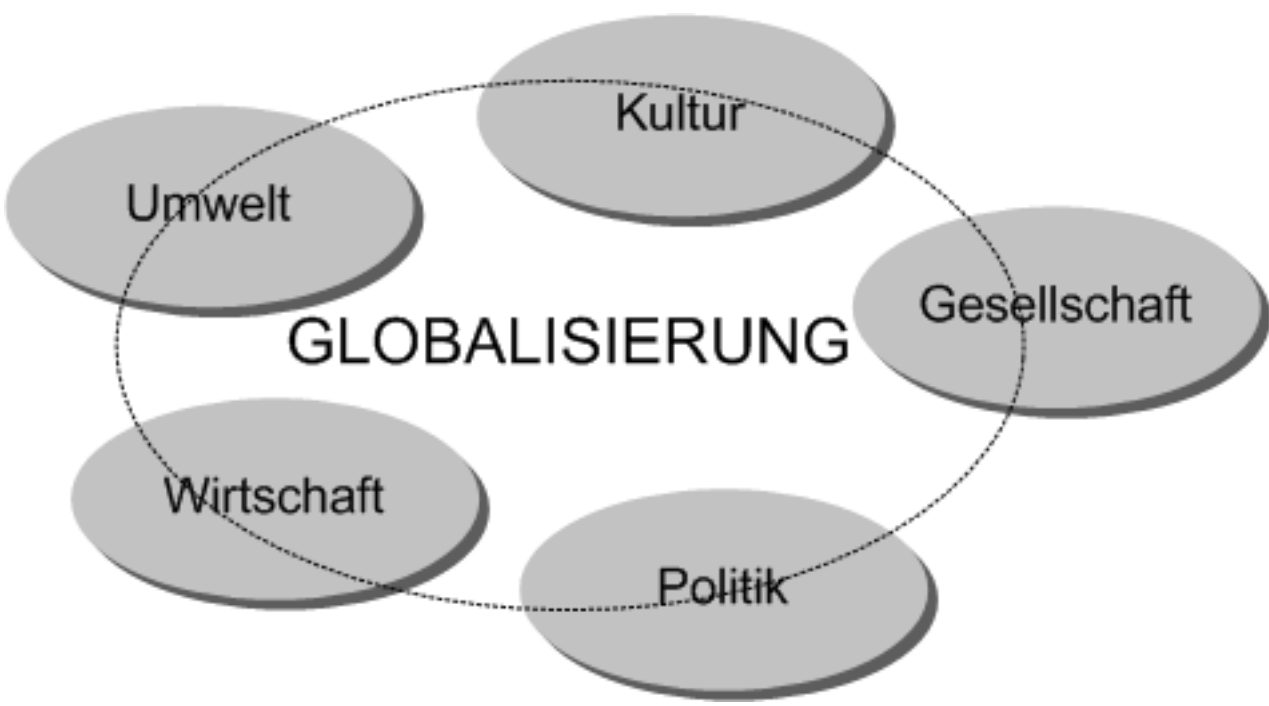 Kultur
Umwelt
Gesellschaft
GLOBALISIERUNG
Wirtschaft
Politik